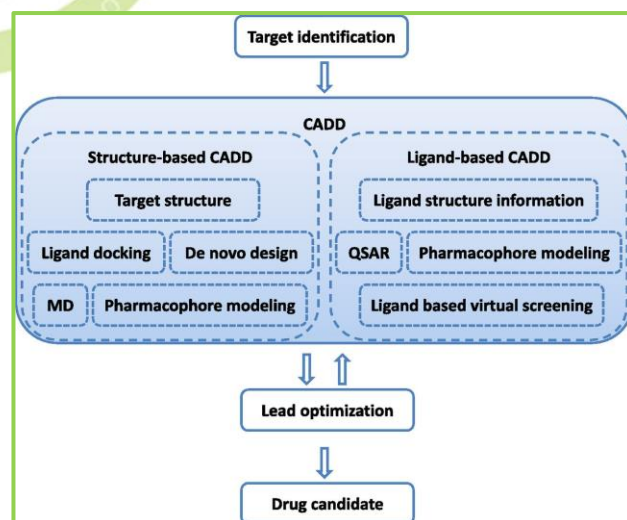 Target identification
CADD
Structure-based CADD
Target structure
Ligand docking
De novo design
MD
Pharmacophore modeling
Ligand-based CADD
Ligand structure information
QSAR
Pharmacophore modeling
Ligand based virtual screening
Lead optimization
Drug candidate